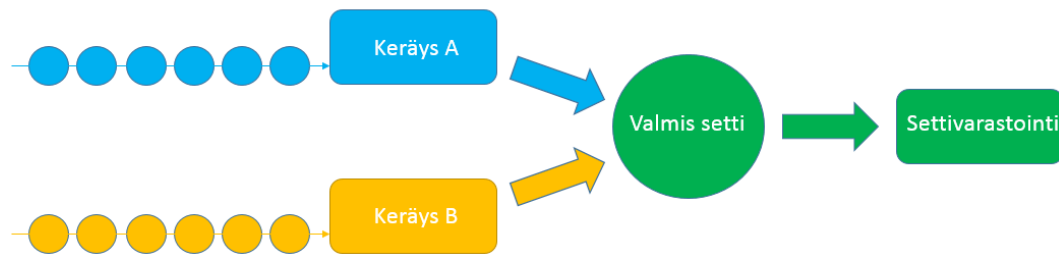 Keräys A
Valmis setti
Settivarastointi
Keräys B